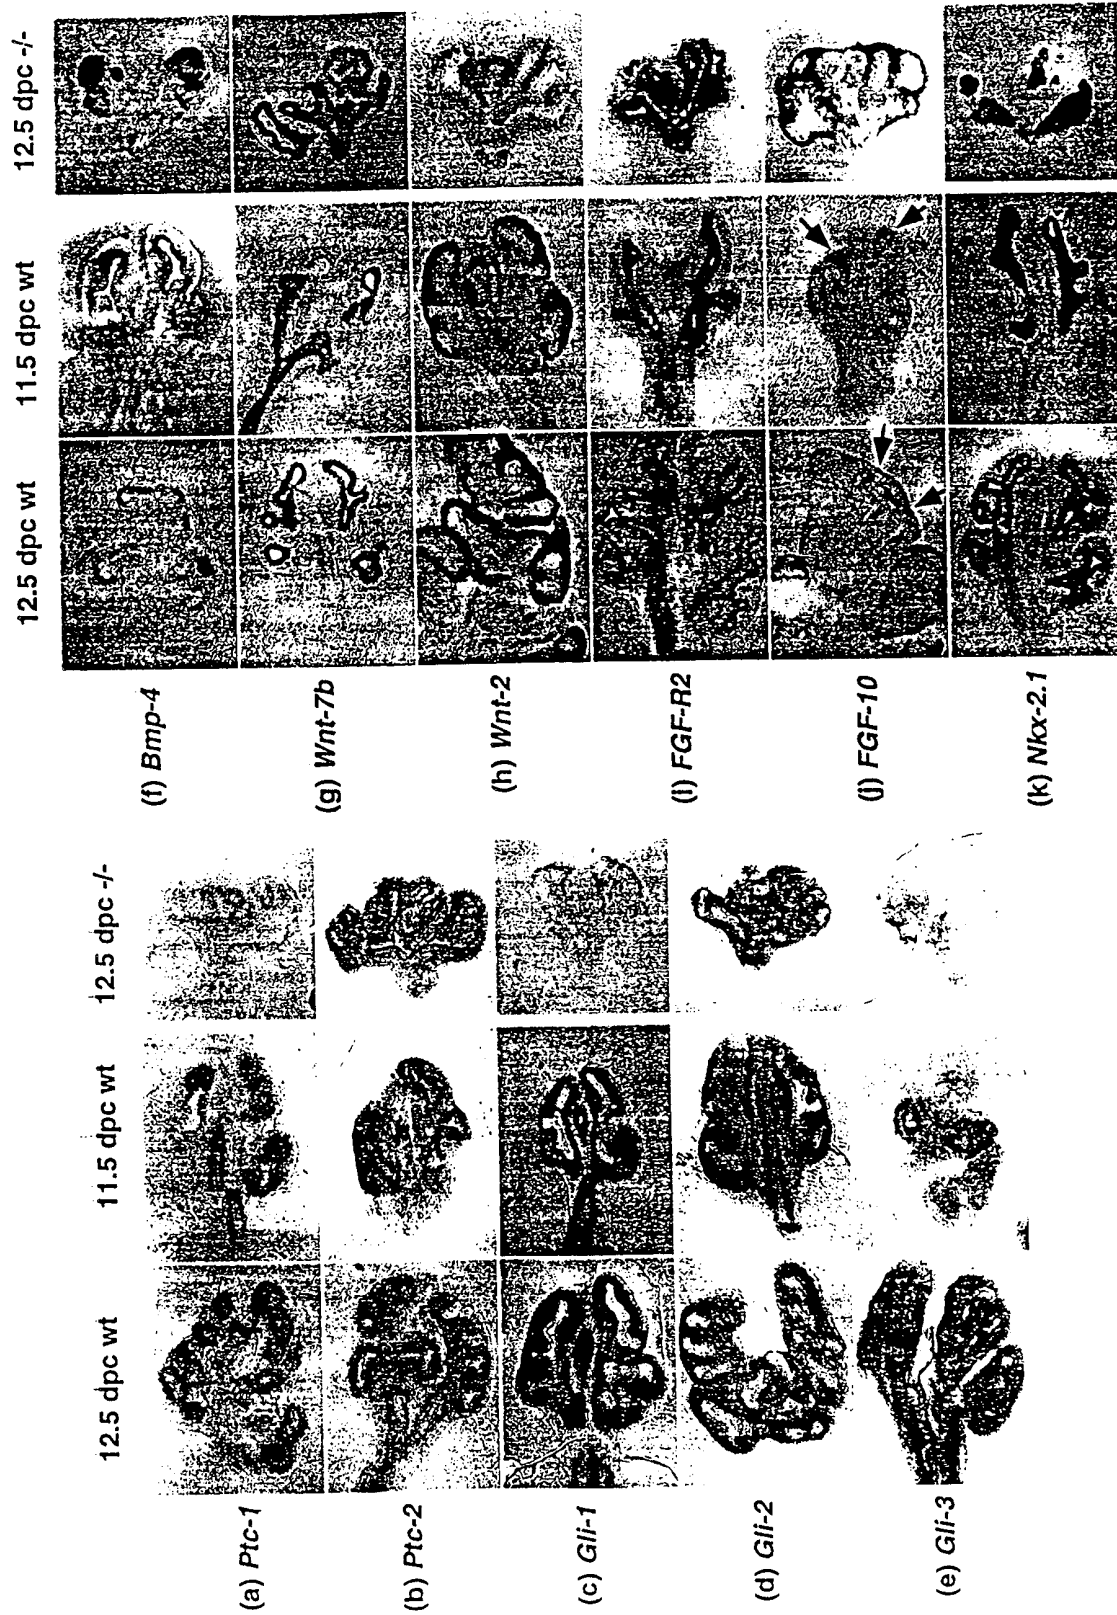 12.5 dpc wt 11.5 dpc wt 12.5 dpc -/-
(a) Ptc-1
(b) Ptc-2
(c) Gli-1
(d) Gli-2
(e) Gli-3
12.5 dpc wt 11.5 dpc wt 12.5 dpc -/-
(f) Bmp-4
(g) Wnt-7b
(h) Wnt-2
(i) FGF-R2
(j) FGF-10
(k) Nkx-2.1